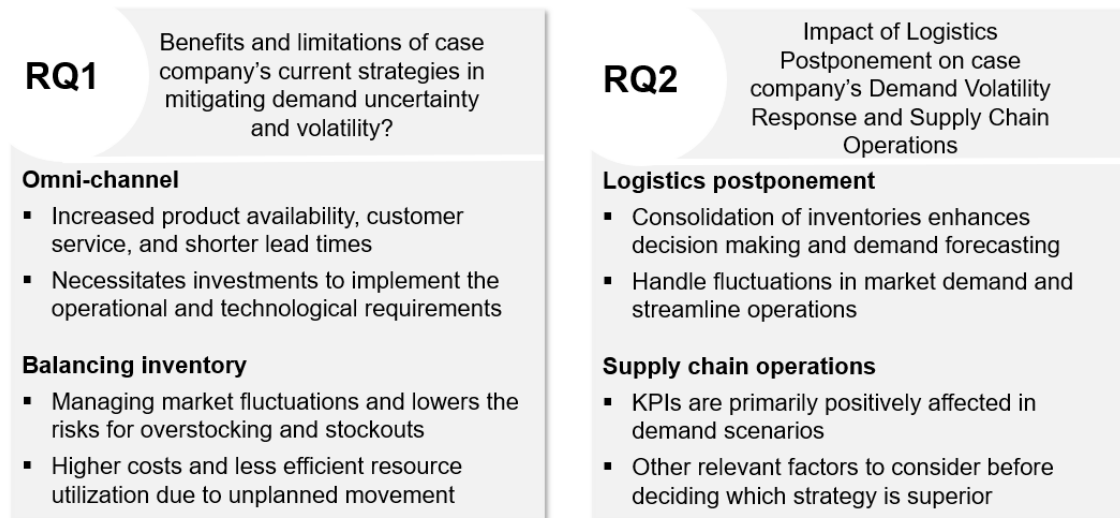 RQ1
Benefits and limitations of case
company's current strategies in
mitigating demand uncertainty
and volatility?
Omni-channel
▪ Increased product availability, customer
service, and shorter lead times
▪ Necessitates investments to implement the
operational and technological requirements
Balancing inventory
▪ Managing market fluctuations and lowers the
risks for overstocking and stockouts
▪ Higher costs and less efficient resource
utilization due to unplanned movement
RQ2
Impact of Logistics
Postponement on case
company's Demand Volatility
Response and Supply Chain
Operations
Logistics postponement
▪ Consolidation of inventories enhances
decision making and demand forecasting
▪ Handle fluctuations in market demand and
streamline operations
Supply chain operations
▪ KPIs are primarily positively affected in
demand scenarios
▪ Other relevant factors to consider before
deciding which strategy is superior